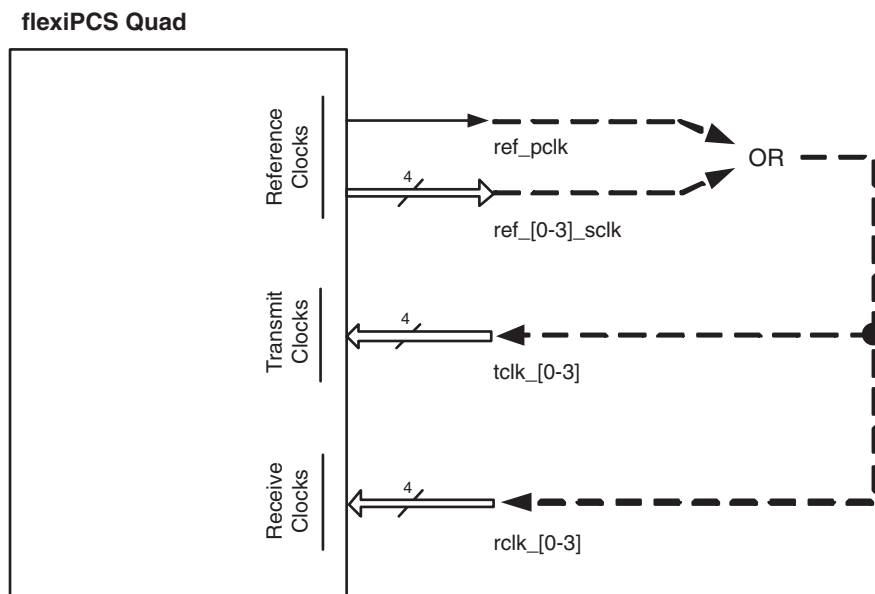 flexiPCS Quad
Reference
Clocks
ref_pclk
OR
4
ref_[0-3]_sclk
Transmit
Clocks
4
tclk_[0-3]
Receive
Clocks
4
rclk_[0-3]